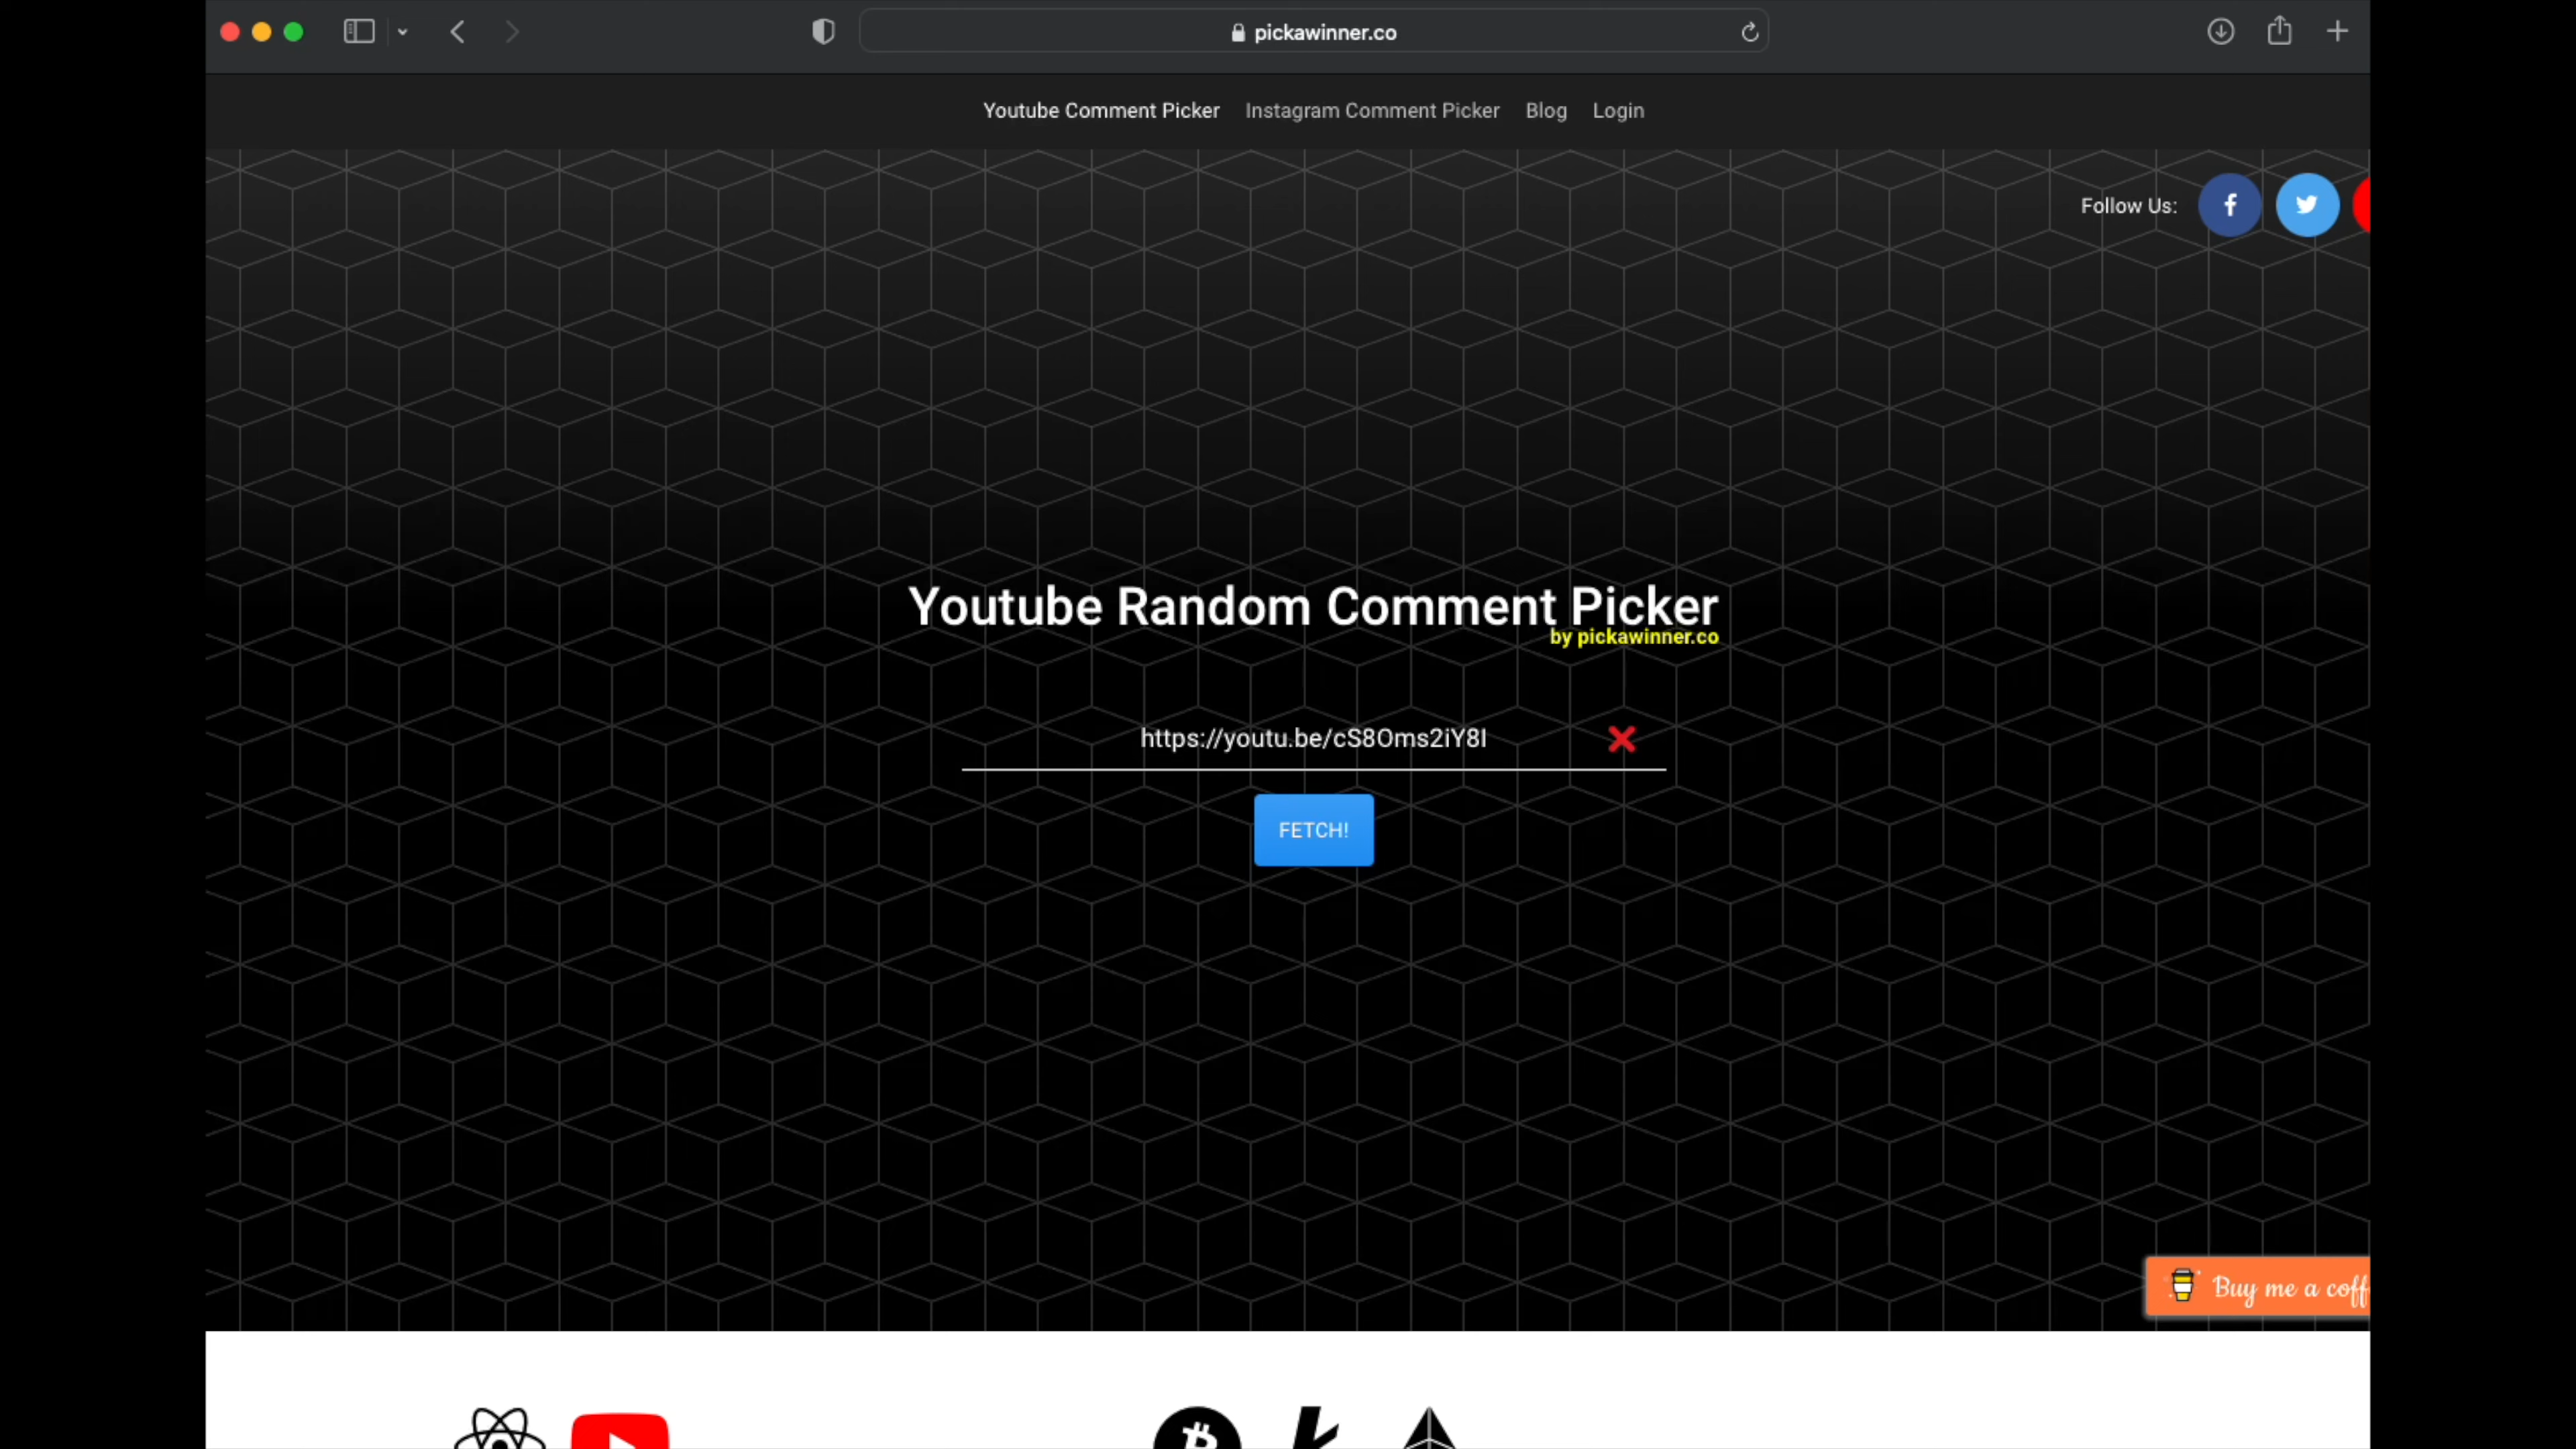 pickawinner.co
Youtube Comment Picker Instagram Comment Picker Blog Login
Follow Us:
Youtube Random Comment Picker
by pickawinner.co
https://youtu.be/cS8Oms2iY8I
FETCH!
Buy me a coff